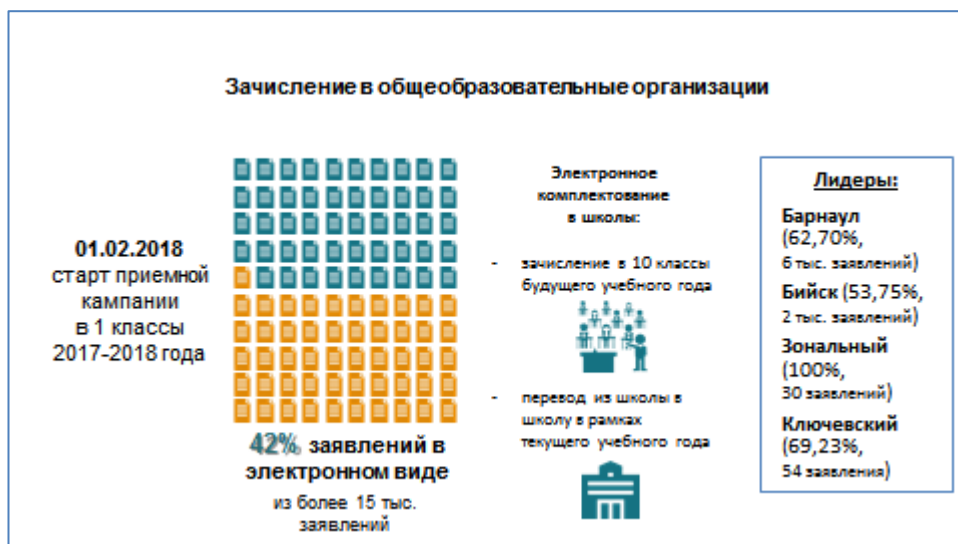 Зачисление в общеобразовательные организации
01.02.2018
старт приемной
кампании
в 1 классы
2017-2018 года
42% заявлений в
электронном виде
из более 15 тыс.
заявлений
Электронное
комплектование
в школы:
- зачисление в 10 классы
будущего учебного года
- перевод из школы в
школу в рамках
текущего учебного года
Лидеры:
Барнаул
(62,70%,
6 тыс. заявлений)
Бийск (53,75%,
2 тыс. заявлений)
Зональный
(100%,
30 заявлений)
Ключевский
(69,23%,
54 заявления)